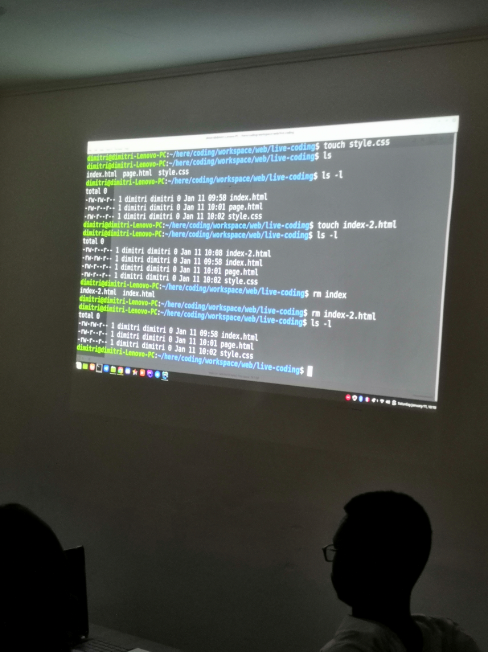 dimitri@dimitri-Lenovo-PC:~/here/coding/workspace/web/live-coding$ touch style.css
dimitri@dimitri-Lenovo-PC:~/here/coding/workspace/web/live-coding$ ls
index.html page.html style.css
dimitri@dimitri-Lenovo-PC:~/here/coding/workspace/web/live-coding$ ls -l
total 0
-rw-rw-r-- 1 dimitri dimitri 0 Jan 11 09:58 index.html
-rw-rw-r-- 1 dimitri dimitri 0 Jan 11 10:01 page.html
-rw-rw-r-- 1 dimitri dimitri 0 Jan 11 10:02 style.css
dimitri@dimitri-Lenovo-PC:~/here/coding/workspace/web/live-coding$ touch index-2.html
dimitri@dimitri-Lenovo-PC:~/here/coding/workspace/web/live-coding$ ls -l
total 0
-rw-rw-r-- 1 dimitri dimitri 0 Jan 11 10:08 index-2.html
-rw-rw-r-- 1 dimitri dimitri 0 Jan 11 09:58 index.html
-rw-rw-r-- 1 dimitri dimitri 0 Jan 11 10:01 page.html
-rw-rw-r-- 1 dimitri dimitri 0 Jan 11 10:02 style.css
dimitri@dimitri-Lenovo-PC:~/here/coding/workspace/web/live-coding$ rm index
index-2.html index.html
dimitri@dimitri-Lenovo-PC:~/here/coding/workspace/web/live-coding$ rm index-2.html
dimitri@dimitri-Lenovo-PC:~/here/coding/workspace/web/live-coding$ ls -l
total 0
-rw-rw-r-- 1 dimitri dimitri 0 Jan 11 09:58 index.html
-rw-rw-r-- 1 dimitri dimitri 0 Jan 11 10:01 page.html
-rw-rw-r-- 1 dimitri dimitri 0 Jan 11 10:02 style.css
dimitri@dimitri-Lenovo-PC:~/here/coding/workspace/web/live-coding$